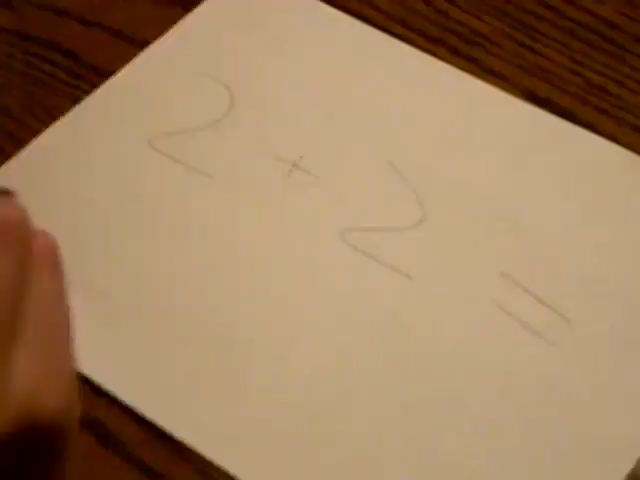 2 + 2 =